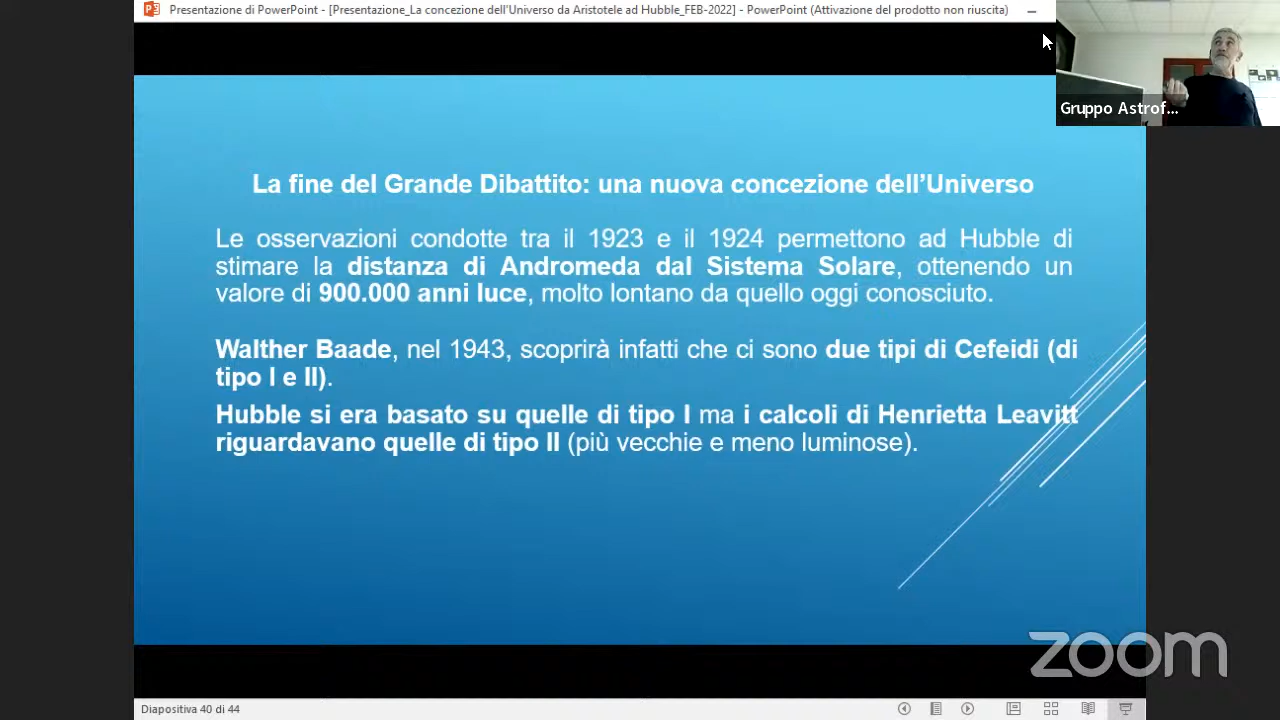 Presentazione di PowerPoint - [Presentazione_La concezione dell'Universo da Aristotele ad Hubble_FEB-2022] - PowerPoint (Attivazione del prodotto non riuscita)
Gruppo Astrof...
La fine del Grande Dibattito: una nuova concezione dell’Universo
Le osservazioni condotte tra il 1923 e il 1924 permettono ad Hubble di
stimare la distanza di Andromeda dal Sistema Solare, ottenendo un
valore di 900.000 anni luce, molto lontano da quello oggi conosciuto.
Walther Baade, nel 1943, scoprirà infatti che ci sono due tipi di Cefeidi (di
tipo I e II).
Hubble si era basato su quelle di tipo I ma i calcoli di Henrietta Leavitt
riguardavano quelle di tipo II (più vecchie e meno luminose).
zoom
Diapositiva 40 di 44